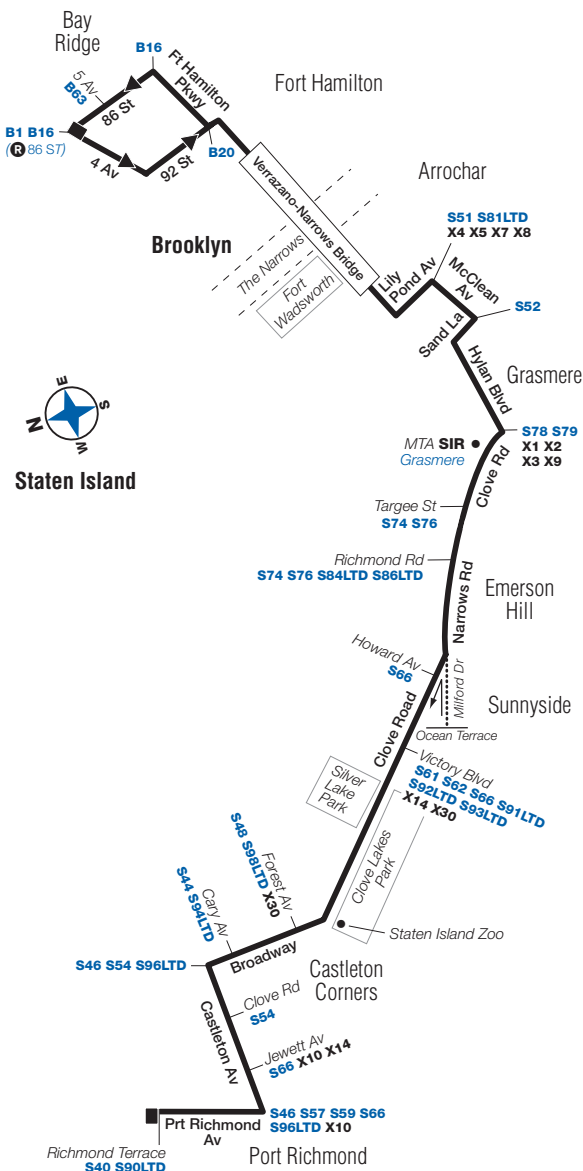 Bay
Ridge
B16
Ft Hamilton
Pkwy
Fort Hamilton
5 Av
B63
86 St
B1 B16
(R 86 ST)
4 Av
92 St
B20
Verrazano-Narrows Bridge
Arrochar
S51 S81LTD
X4 X5 X7 X8
Brooklyn
The Narrows
Fort
Wadsworth
Lily
Pond Av
McClean
Av
S52
Sand La
Hylan Blvd
Grasmere
E
S
N
W
Staten Island
S78 S79
X1 X2
X3 X9
MTA SIR
Grasmere
Clove Rd
Targee St
S74 S76
Richmond Rd
S74 S76 S84LTD S86LTD
Narrows Rd
Emerson
Hill
Howard Av
S66
Milford Dr
Sunnyside
Ocean Terrace
Clove Road
Victory Blvd
S61 S62 S66 S91LTD
S92LTD S93LTD
X14 X30
Silver
Lake
Park
Clove Lakes
Park
Forest Av
S48 S98LTD X30
Cary Av
S44 S94LTD
Staten Island Zoo
Broadway
S46 S54 S96LTD
Castleton
Corners
Clove Rd
S54
Castleton Av
Jewett Av
S66 X10 X14
S46 S57 S59 S66
S96LTD X10
Prt Richmond
Av
Richmond Terrace
S40 S90LTD
Port Richmond